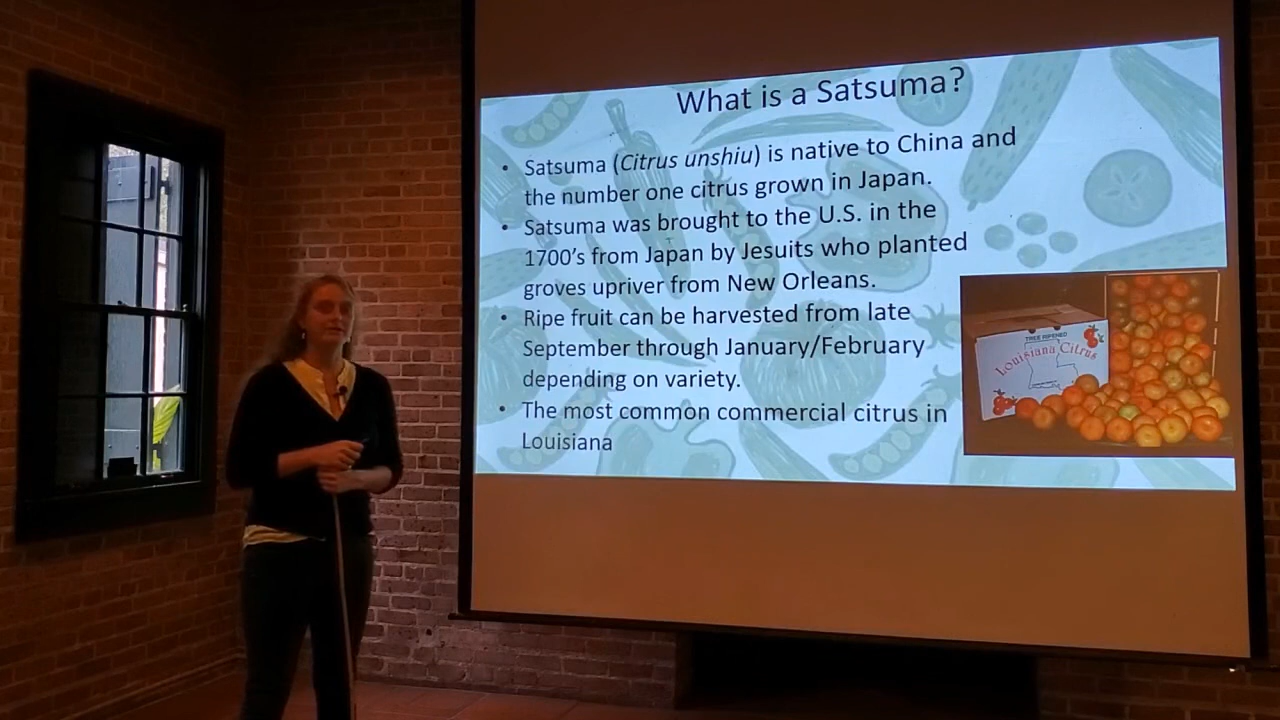 What is a Satsuma?
• Satsuma (Citrus unshiu) is native to China and
the number one citrus grown in Japan.
• Satsuma was brought to the U.S. in the
1700's from Japan by Jesuits who planted
groves upriver from New Orleans.
• Ripe fruit can be harvested from late
September through January/February
depending on variety.
• The most common commercial citrus in
Louisiana
TREE RIPENED
Louisiana Citrus